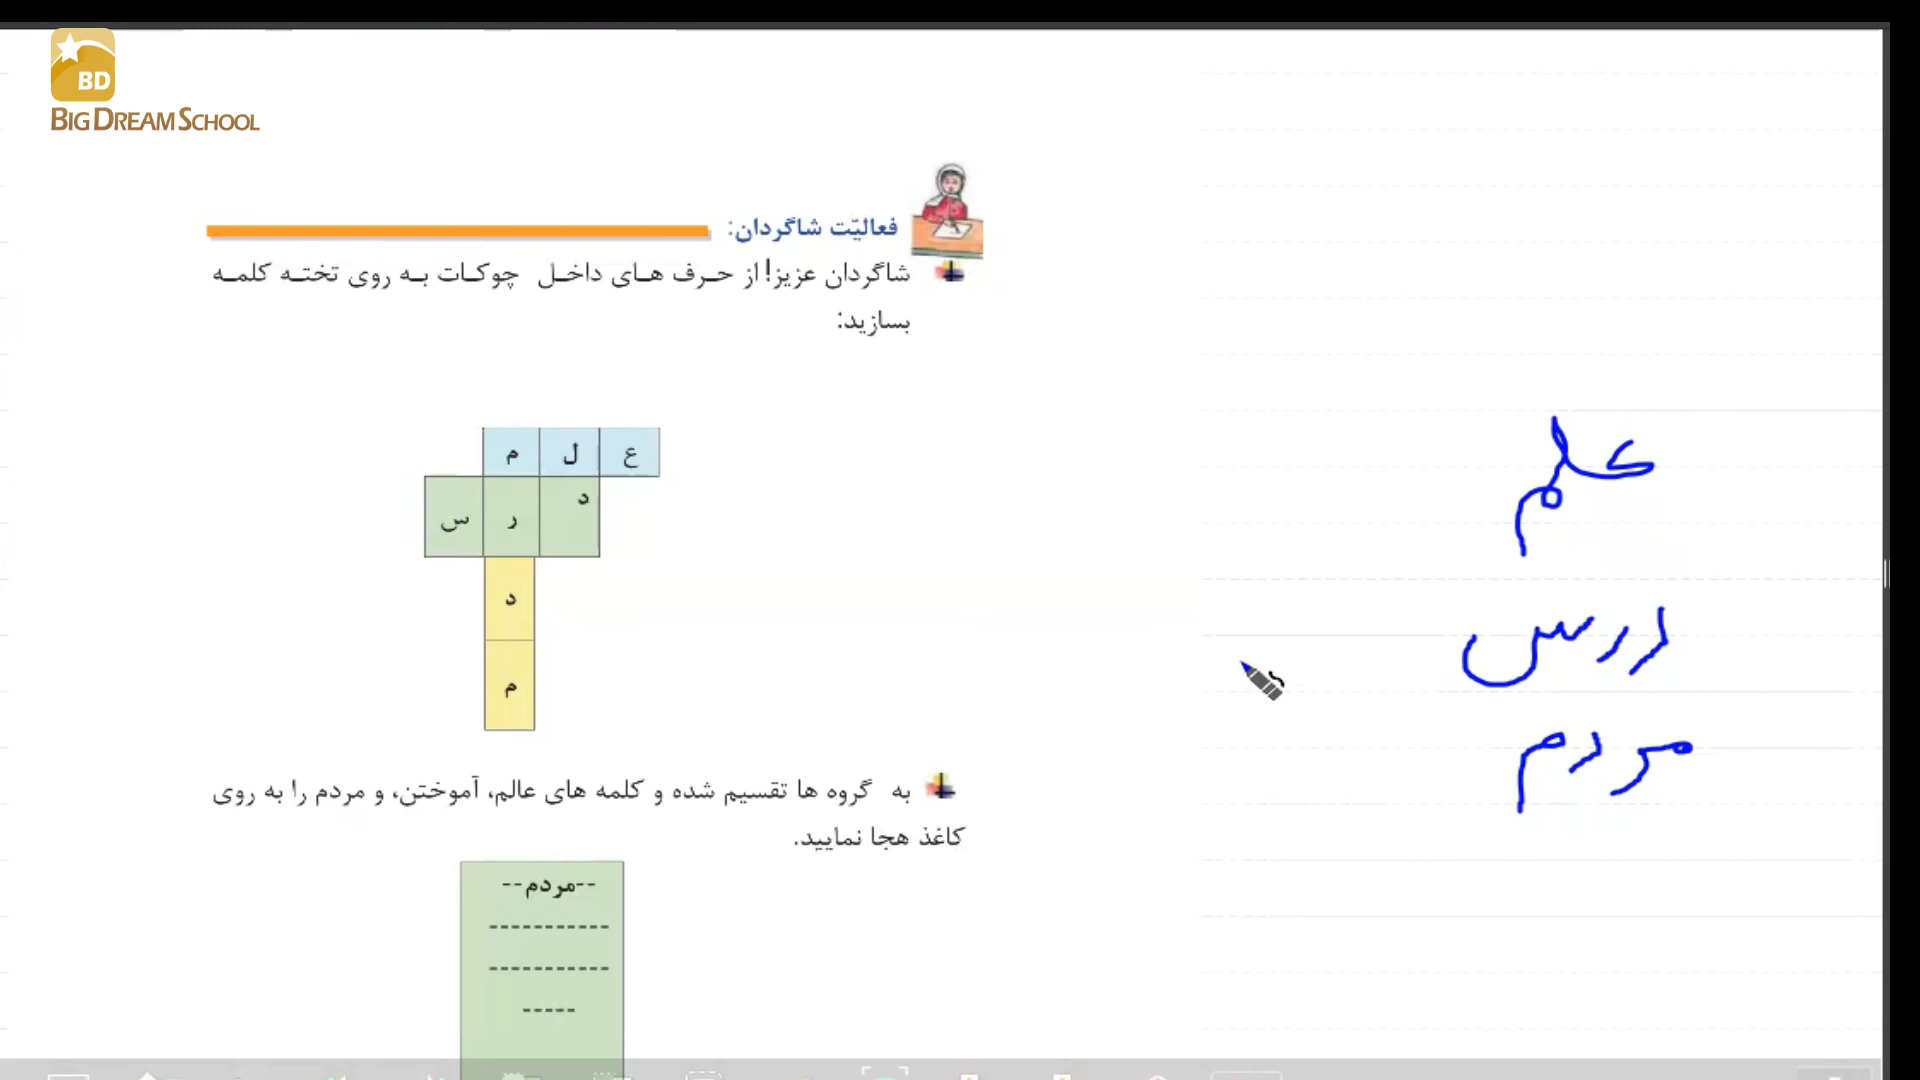 BD
BIG DREAM SCHOOL
فعالیّت شاگردان:
شاگردان عزیز! از حرف های داخل چوکات به روی تخته کلمه
بسازید:
ع ل م
د ر س
د
م
علم
درس
مردم
به گروه ها تقسیم شده و کلمه های عالم، آموختن، و مردم را به روی
کاغذ هجا نمایید.
--مردم--
-----------
-----------
-----